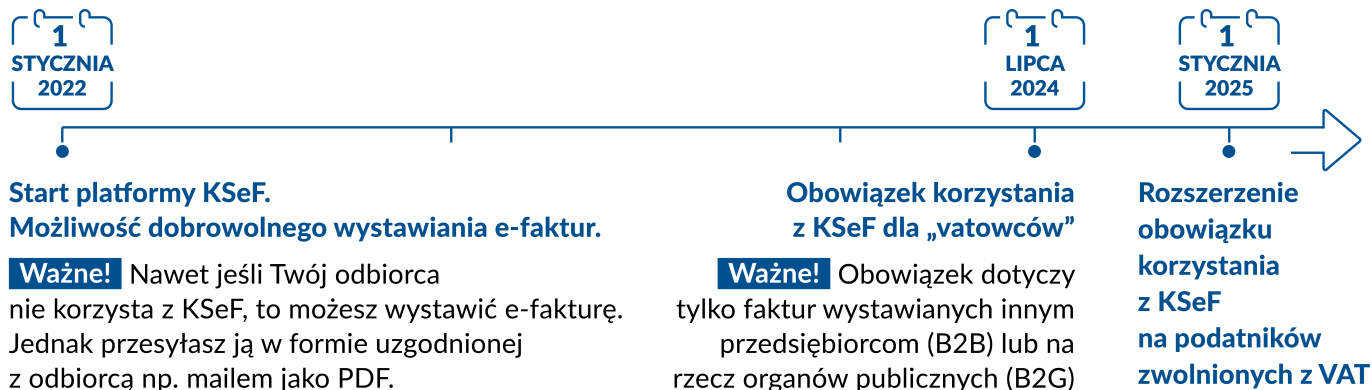 1
STYCZNIA
2022
1
LIPCA
2024
1
STYCZNIA
2025
Start platformy KSeF.
Możliwość dobrowolnego wystawiania e-faktur.
Ważne! Nawet jeśli Twój odbiorca
nie korzysta z KSeF, to możesz wystawić e-fakturę.
Jednak przesyłasz ją w formie uzgodnionej
z odbiorcą np. mailem jako PDF.
Obowiązek korzystania
z KSeF dla „vatowców”
Ważne! Obowiązek dotyczy
tylko faktur wystawianych innym
przedsiębiorcom (B2B) lub na
rzecz organów publicznych (B2G)
Rozszerzenie
obowiązku
korzystania
z KSeF
na podatników
zwolnionych z VAT